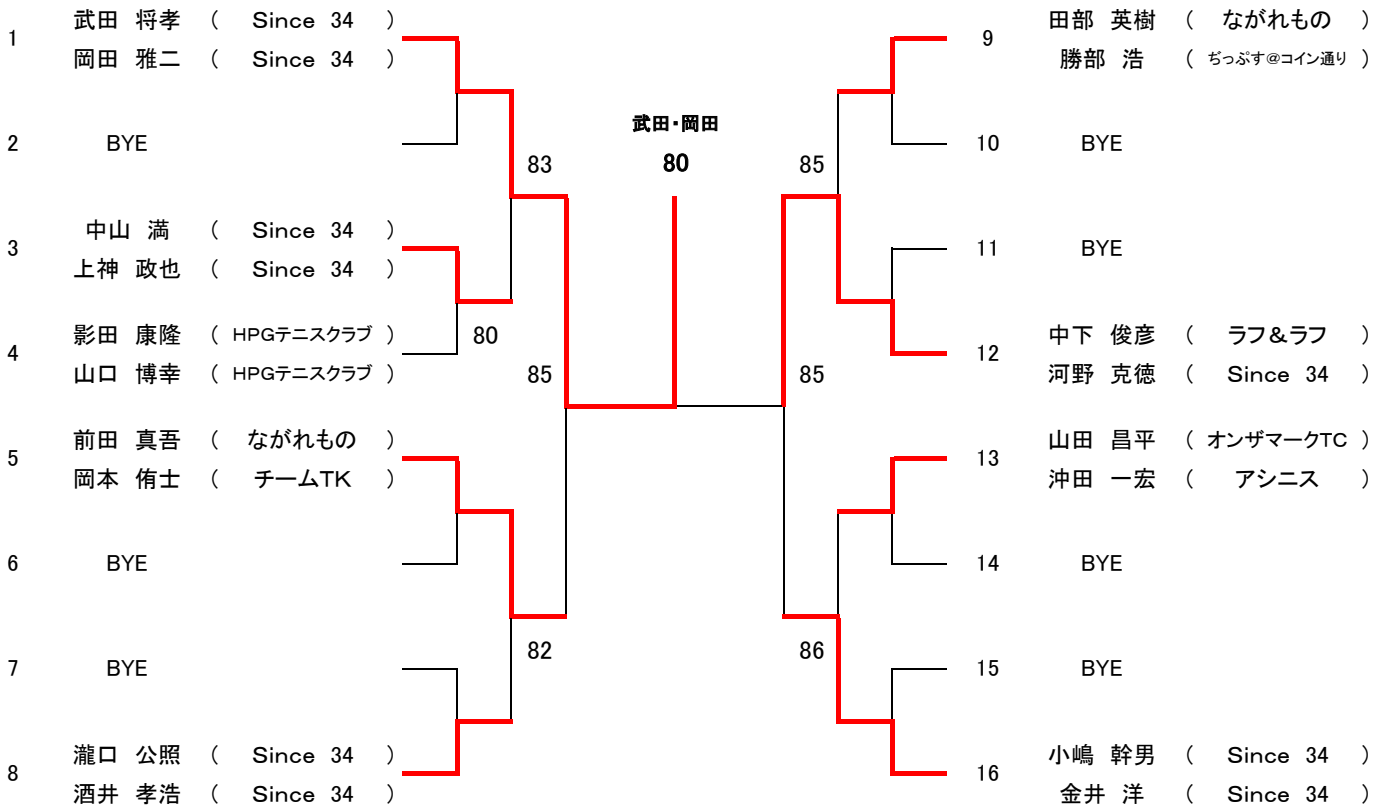 1
武田 将孝 ( Since 34 )
岡田 雅二 ( Since 34 )
2 BYE
83
3
中山 満 ( Since 34 )
上神 政也 ( Since 34 )
80
4
影田 康隆 ( HPGテニスクラブ )
山口 博幸 ( HPGテニスクラブ )
85
5
前田 真吾 ( ながれもの )
岡本 侑士 ( チームTK )
6 BYE
82
7 BYE
8
瀧口 公照 ( Since 34 )
酒井 孝浩 ( Since 34 )
武田・岡田
80
9
田部 英樹 ( ながれもの )
勝部 浩 ( ぢっぷす@コイン通り )
10 BYE
85
11 BYE
12
中下 俊彦 ( ラフ&ラフ )
河野 克徳 ( Since 34 )
85
13
山田 昌平 ( オンザマークTC )
沖田 一宏 ( アシニス )
14 BYE
86
15 BYE
16
小嶋 幹男 ( Since 34 )
金井 洋 ( Since 34 )